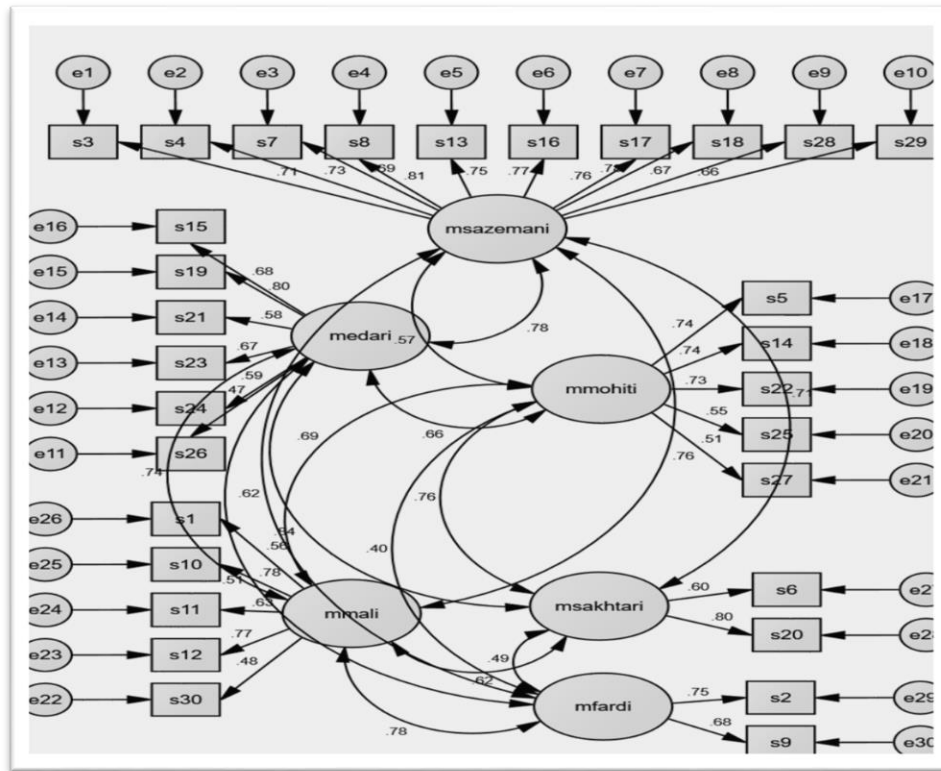 e1 e2 e3 e4 e5 e6 e7 e8 e9 e10
s3 s4 s7 s8 s13 s16 s17 s18 s28 s29
.71 .73 .81 .75 .77 .76 .67 .66
msazemani
e16 s15
e15 s19
.68
.80
e14 s21
.58
e13 s23
.67
.59
e12 s24
.47
e11 s26
medari
.57
.78
s5 e17
.74
s14 e18
.74
mmohiti
.73
s22 e19
.71
.55
s25 e20
.51
s27 e21
.69
.66
.76
.74
.62
.76
e26 s1
.56
.40
e25 s10
.78
.51
e24 s11
.63
mmali
e23 s12
.77
e22 s30
.48
msakhtari
.60
s6
.80
s20
.49
.62
mfardi
.75
s2 e29
.68
s9 e30
.78